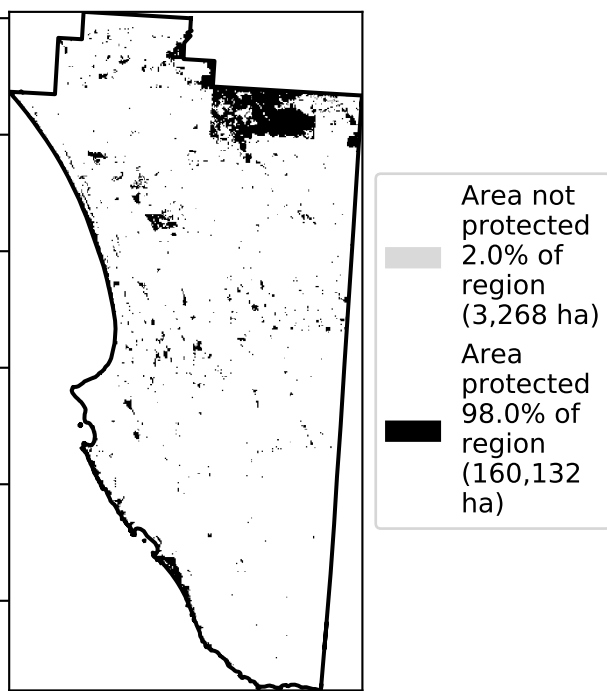 Area not
protected
2.0% of
region
(3,268 ha)
Area
protected
98.0% of
region
(160,132
ha)